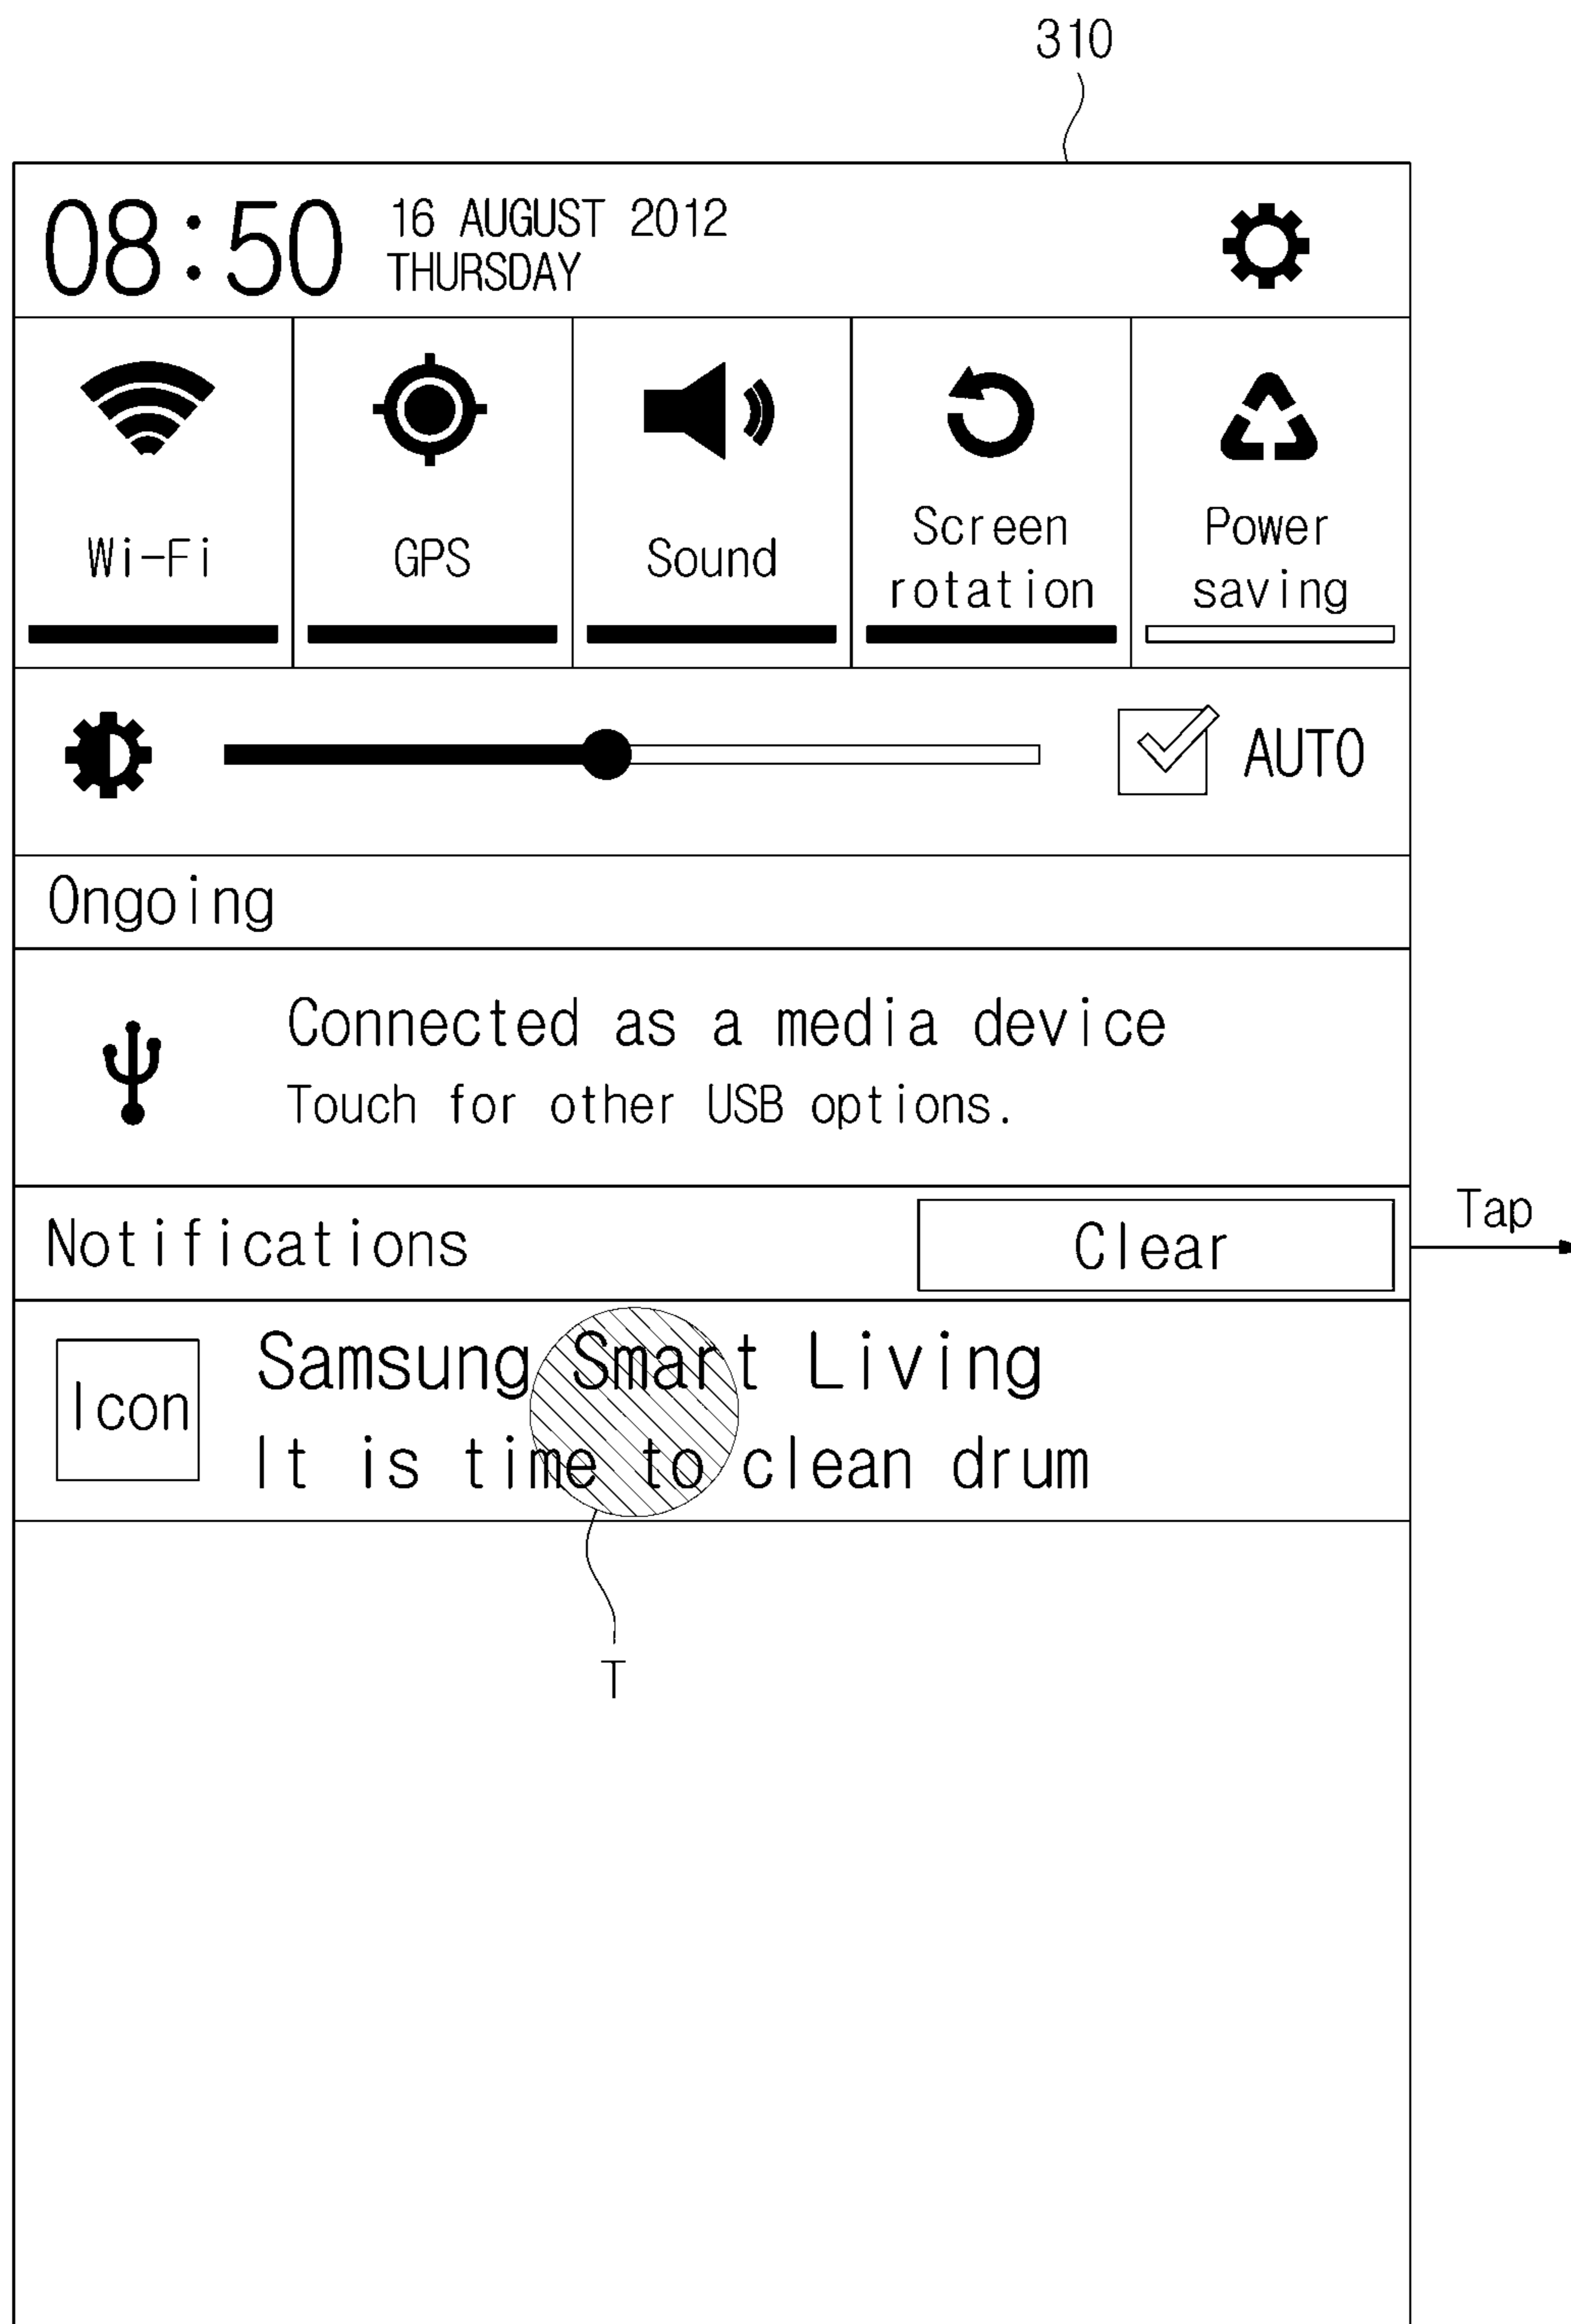 310
08:50
16 AUGUST 2012
THURSDAY
Wi-Fi
GPS
Sound
Screen
rotation
Power
saving
AUTO
Ongoing
Connected as a media device
Touch for other USB options.
Notifications
Clear
Tap
Icon
Samsung Smart Living
It is time to clean drum
T